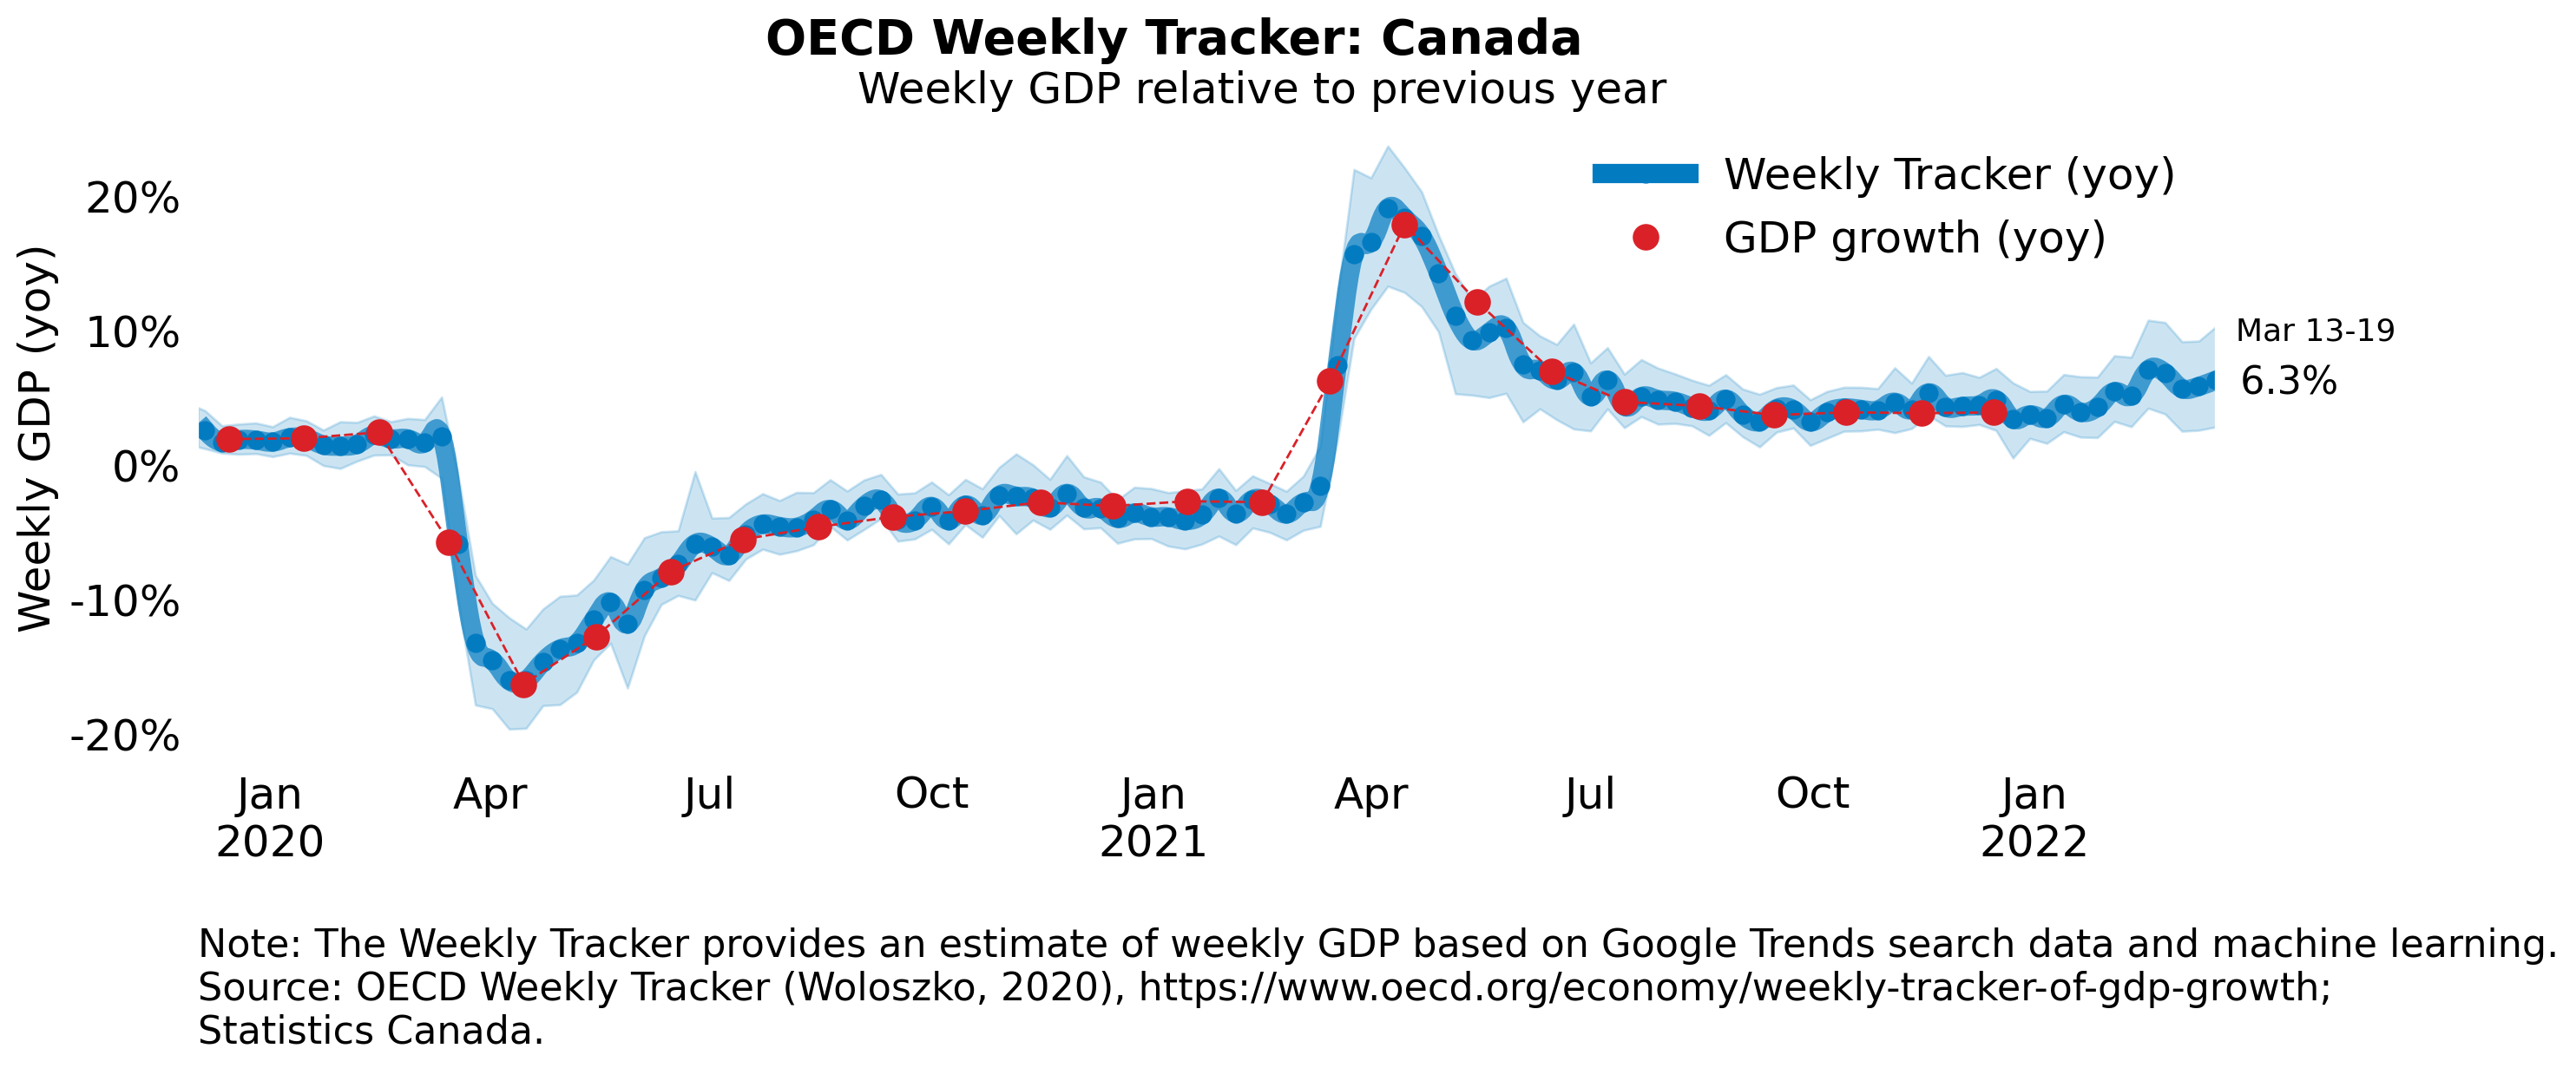 OECD Weekly Tracker: Canada
Weekly GDP relative to previous year
Weekly Tracker (yoy)
GDP growth (yoy)
Weekly GDP (yoy)
20%
10%
0%
-10%
-20%
Mar 13-19
6.3%
Jan Apr Jul Oct Jan Apr Jul Oct Jan
2020 2021 2022
Note: The Weekly Tracker provides an estimate of weekly GDP based on Google Trends search data and machine learning.
Source: OECD Weekly Tracker (Woloszko, 2020), https://www.oecd.org/economy/weekly-tracker-of-gdp-growth;
Statistics Canada.